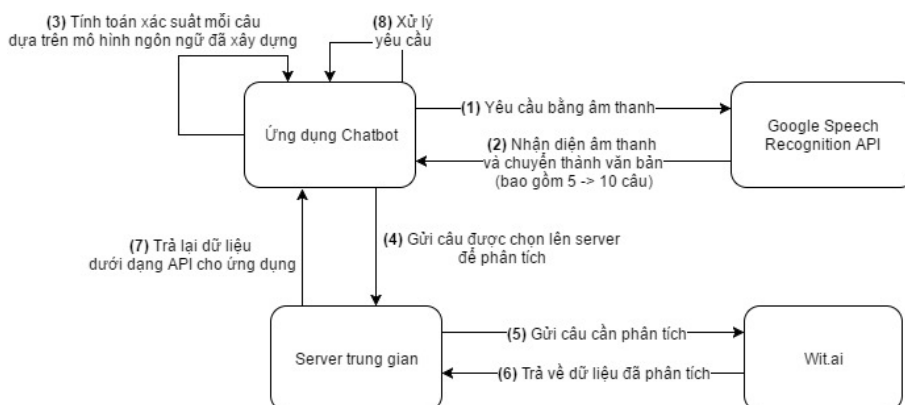 (3) Tính toán xác suất mỗi câu
dựa trên mô hình ngôn ngữ đã xây dựng
(8) Xử lý
yêu cầu
Ứng dụng Chatbot
(1) Yêu cầu bằng âm thanh
(2) Nhận diện âm thanh
và chuyển thành văn bản
(bao gồm 5 -> 10 câu)
Google Speech
Recognition API
(7) Trả lại dữ liệu
dưới dạng API cho ứng dụng
(4) Gửi câu được chọn lên server
để phân tích
Server trung gian
(5) Gửi câu cần phân tích
(6) Trả về dữ liệu đã phân tích
Wit.ai